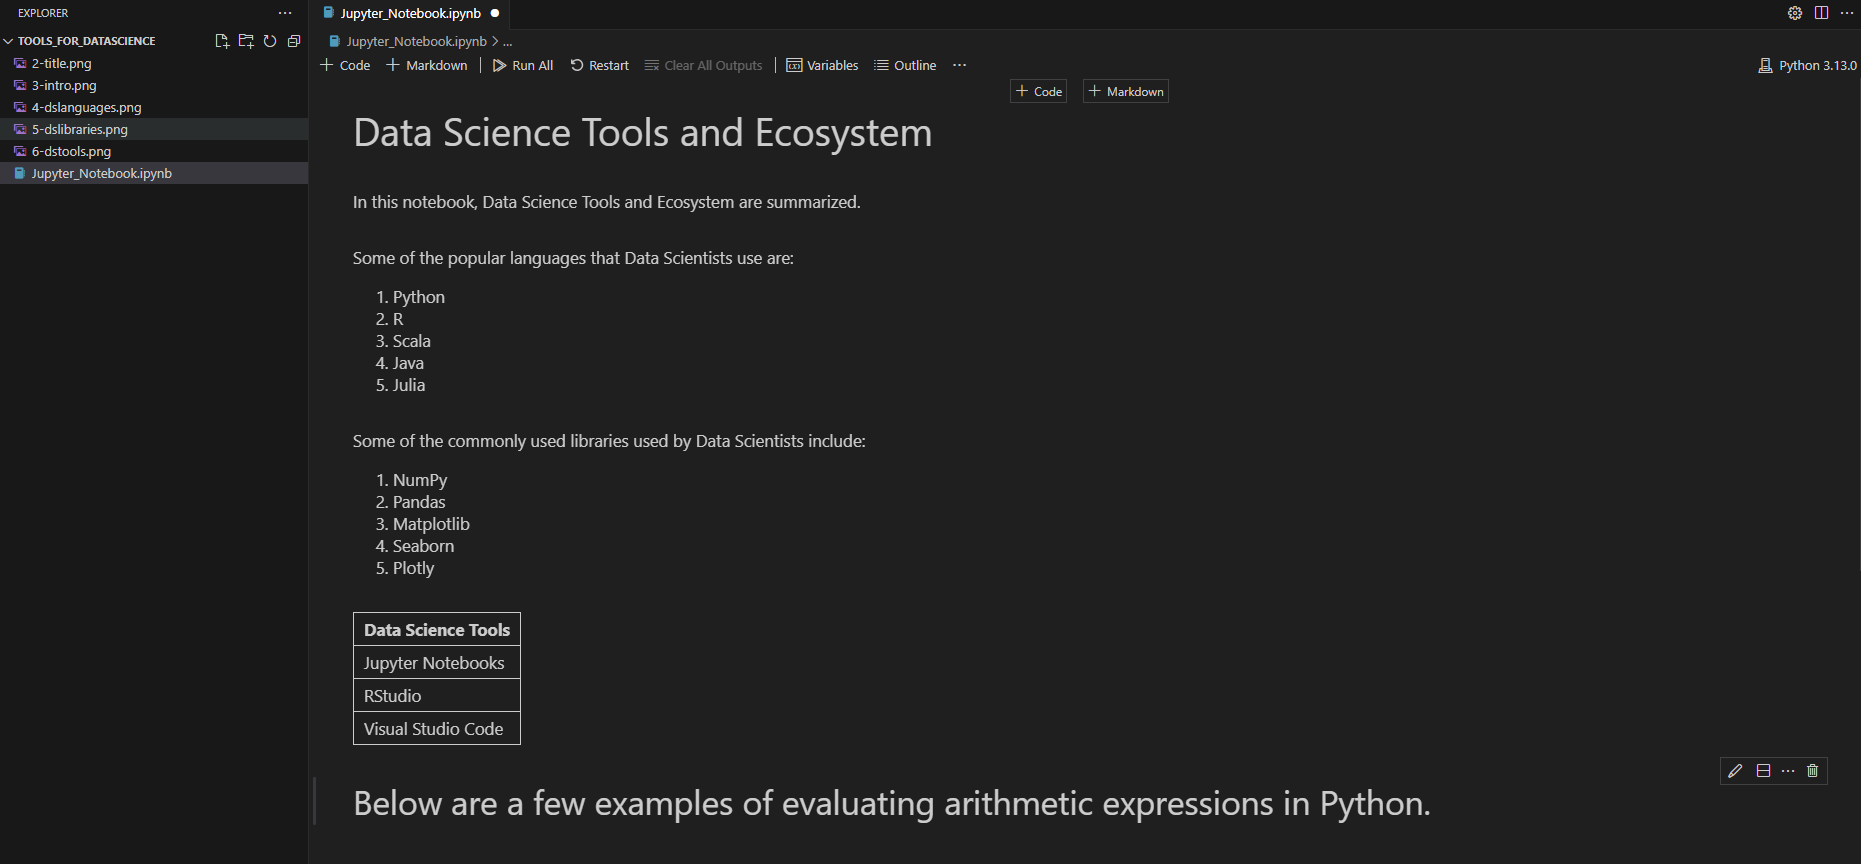 EXPLORER
TOOLS_FOR_DATASCIENCE
2-title.png
3-intro.png
4-dslanguages.png
5-dslibraries.png
6-dstools.png
Jupyter_Notebook.ipynb
Jupyter_Notebook.ipynb
Jupyter_Notebook.ipynb > ...
+ Code + Markdown | Run All Restart Clear All Outputs | Variables Outline ...
Python 3.13.0
+ Code + Markdown
Data Science Tools and Ecosystem
In this notebook, Data Science Tools and Ecosystem are summarized.
Some of the popular languages that Data Scientists use are:
1. Python
2. R
3. Scala
4. Java
5. Julia
Some of the commonly used libraries used by Data Scientists include:
1. NumPy
2. Pandas
3. Matplotlib
4. Seaborn
5. Plotly
Data Science Tools
Jupyter Notebooks
RStudio
Visual Studio Code
Below are a few examples of evaluating arithmetic expressions in Python.